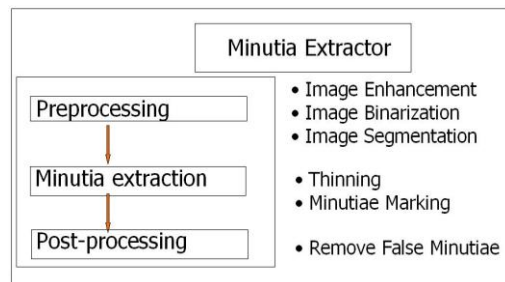 Minutia Extractor
Preprocessing
• Image Enhancement
• Image Binarization
• Image Segmentation
Minutia extraction
• Thinning
• Minutiae Marking
Post-processing
• Remove False Minutiae